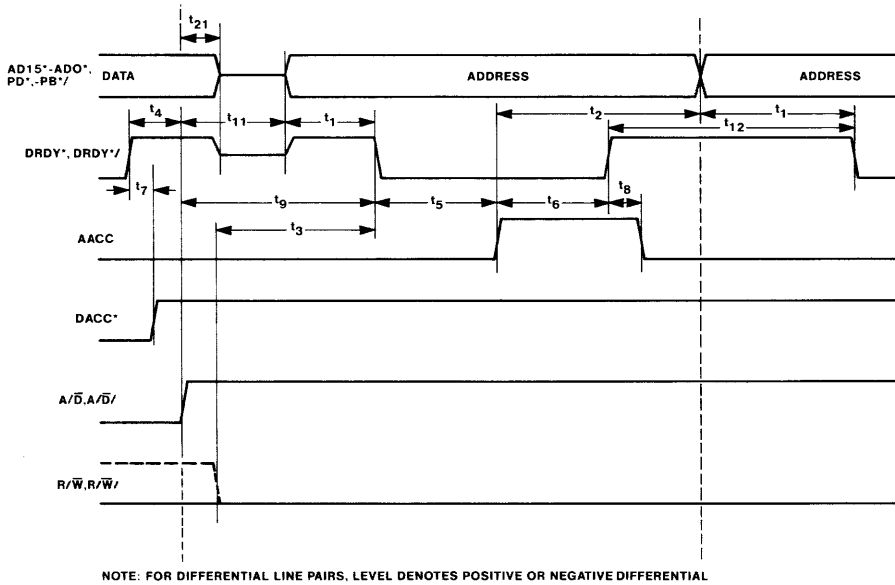 t21
AD15*-ADO*,
PD*,-PB*/
DATA
ADDRESS
ADDRESS
t4
t11
t1
t2
t1
t12
DRDY*, DRDY*/
t7
t9
t5
t6
t8
t3
AACC
DACC*
A/D̅,A/D̅/
R/W̅,R/W̅/
NOTE: FOR DIFFERENTIAL LINE PAIRS, LEVEL DENOTES POSITIVE OR NEGATIVE DIFFERENTIAL